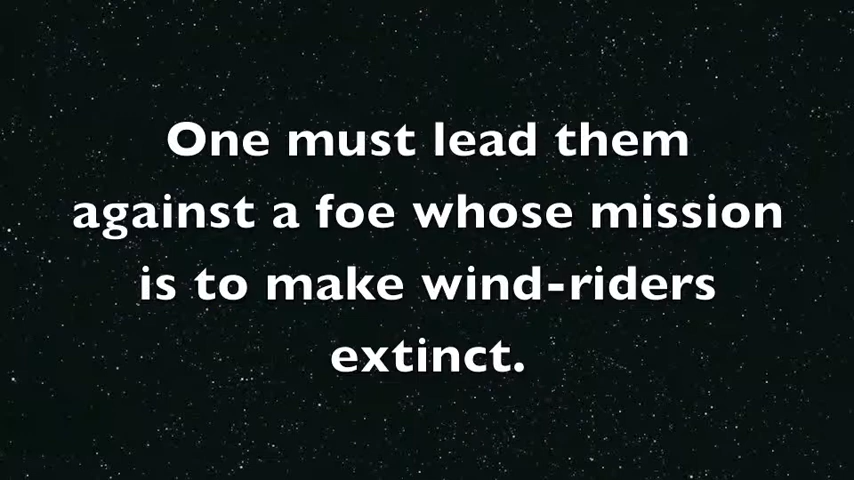 One must lead them
against a foe whose mission
is to make wind-riders
extinct.